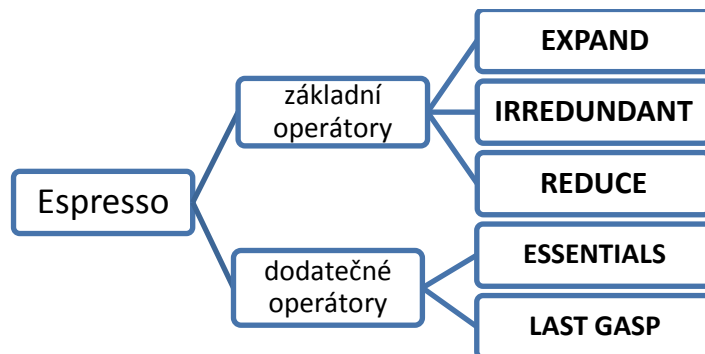 Espresso
základní
operátory
EXPAND
IRREDUNDANT
REDUCE
dodatečné
operátory
ESSENTIALS
LAST GASP